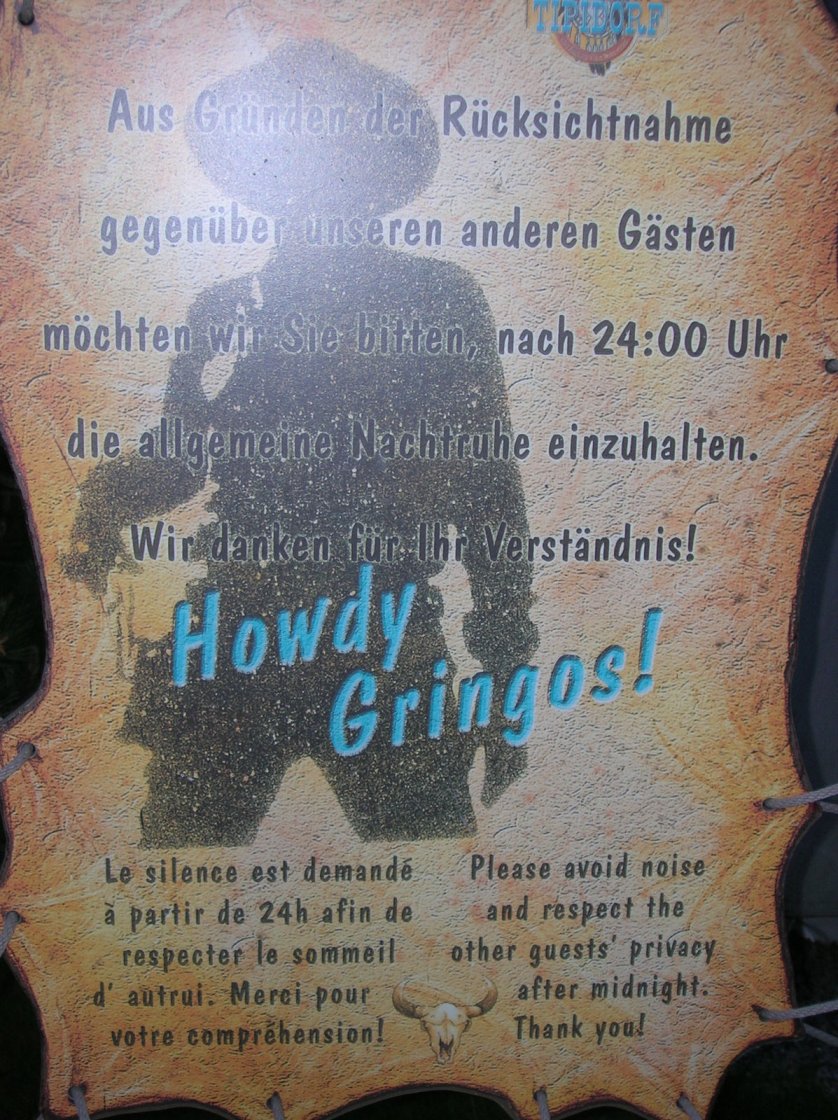 TIPIDORF
Aus Gründen der Rücksichtnahme
gegenüber unseren anderen Gästen
möchten wir Sie bitten, nach 24:00 Uhr
die allgemeine Nachtruhe einzuhalten.
Wir danken für Ihr Verständnis!
Howdy
Gringos!
Le silence est demandé
à partir de 24h afin de
respecter le sommeil
d' autrui. Merci pour
votre compréhension!
Please avoid noise
and respect the
other guests' privacy
after midnight.
Thank you!